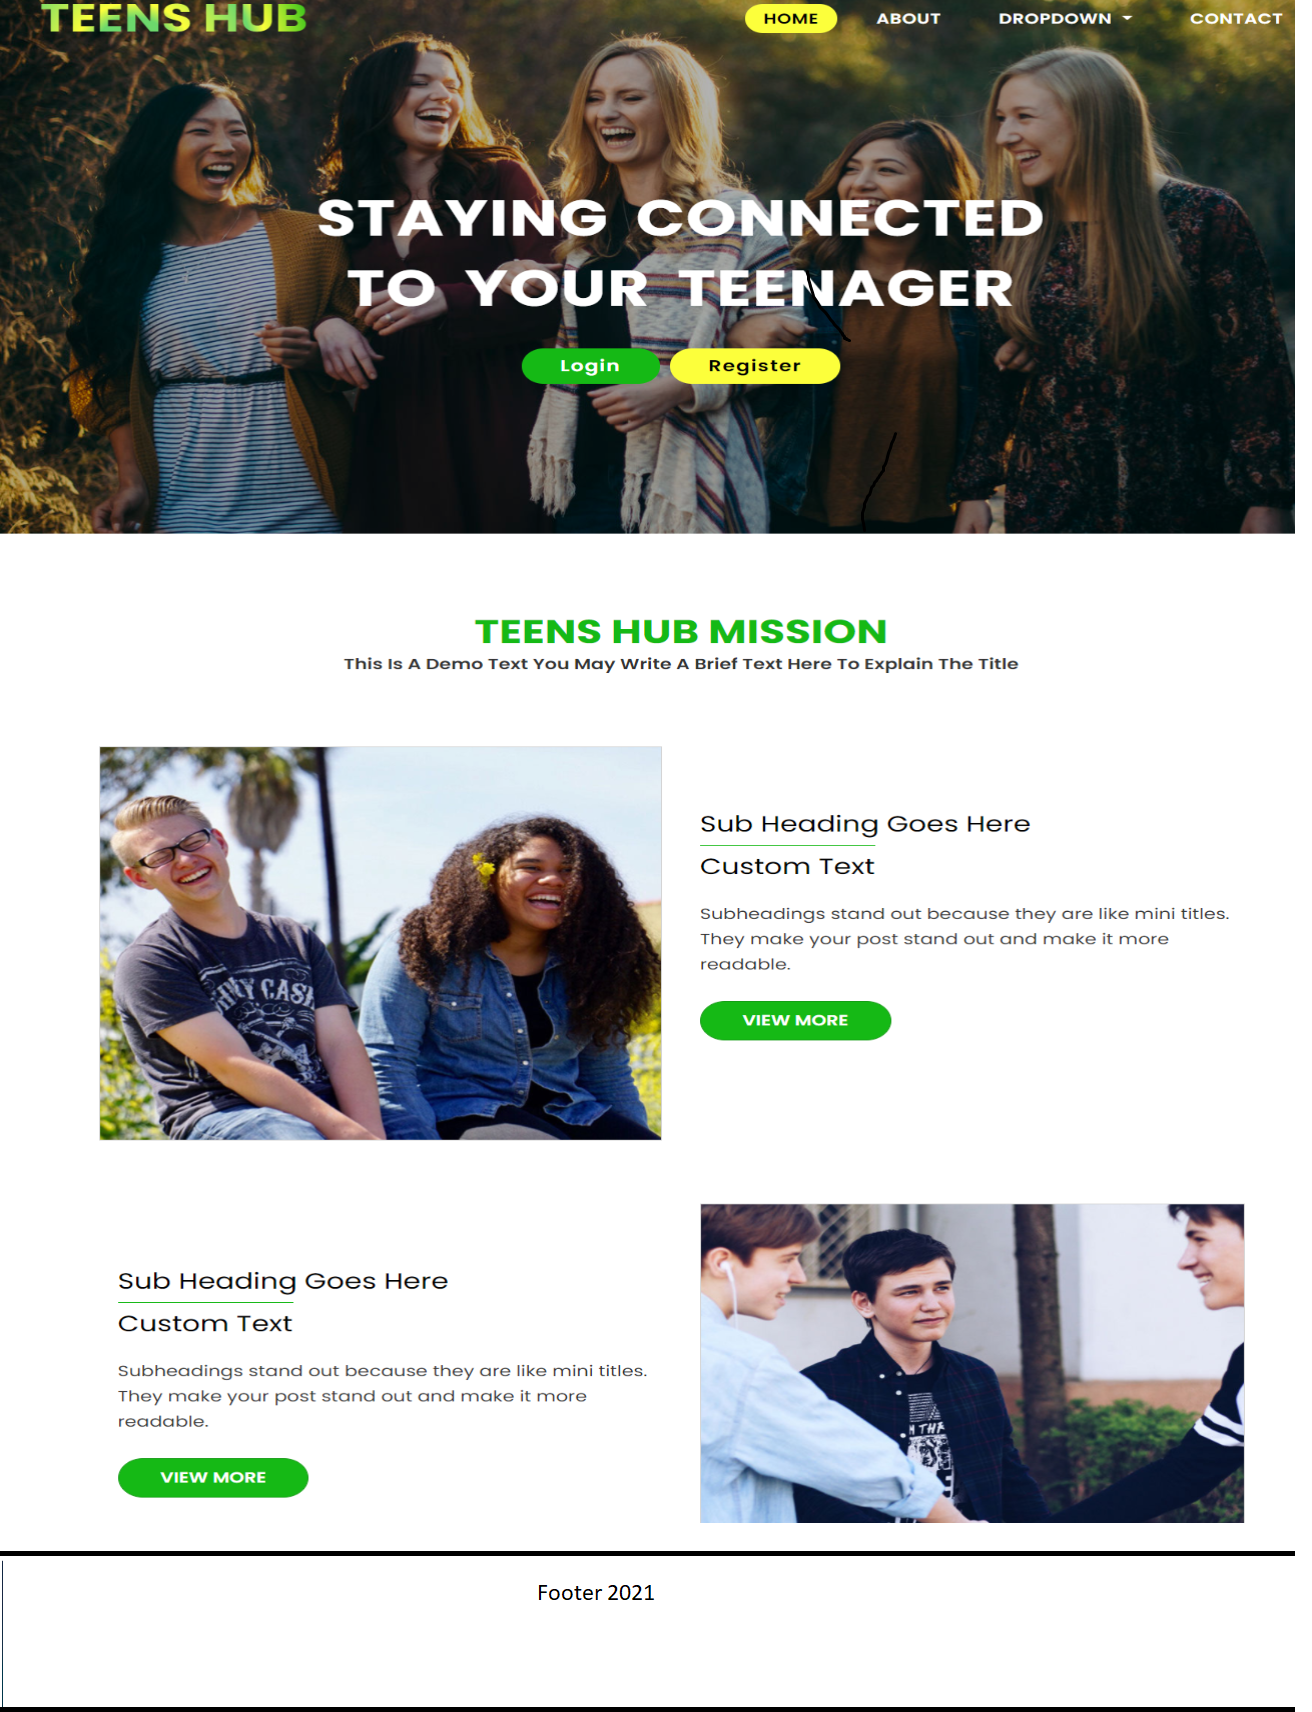 TEENS HUB
HOME ABOUT DROPDOWN CONTACT
STAYING CONNECTED
TO YOUR TEENAGER
Login Register
TEENS HUB MISSION
This Is A Demo Text You May Write A Brief Text Here To Explain The Title
Sub Heading Goes Here
Custom Text
Subheadings stand out because they are like mini titles.
They make your post stand out and make it more
readable.
VIEW MORE
Sub Heading Goes Here
Custom Text
Subheadings stand out because they are like mini titles.
They make your post stand out and make it more
readable.
VIEW MORE
Footer 2021